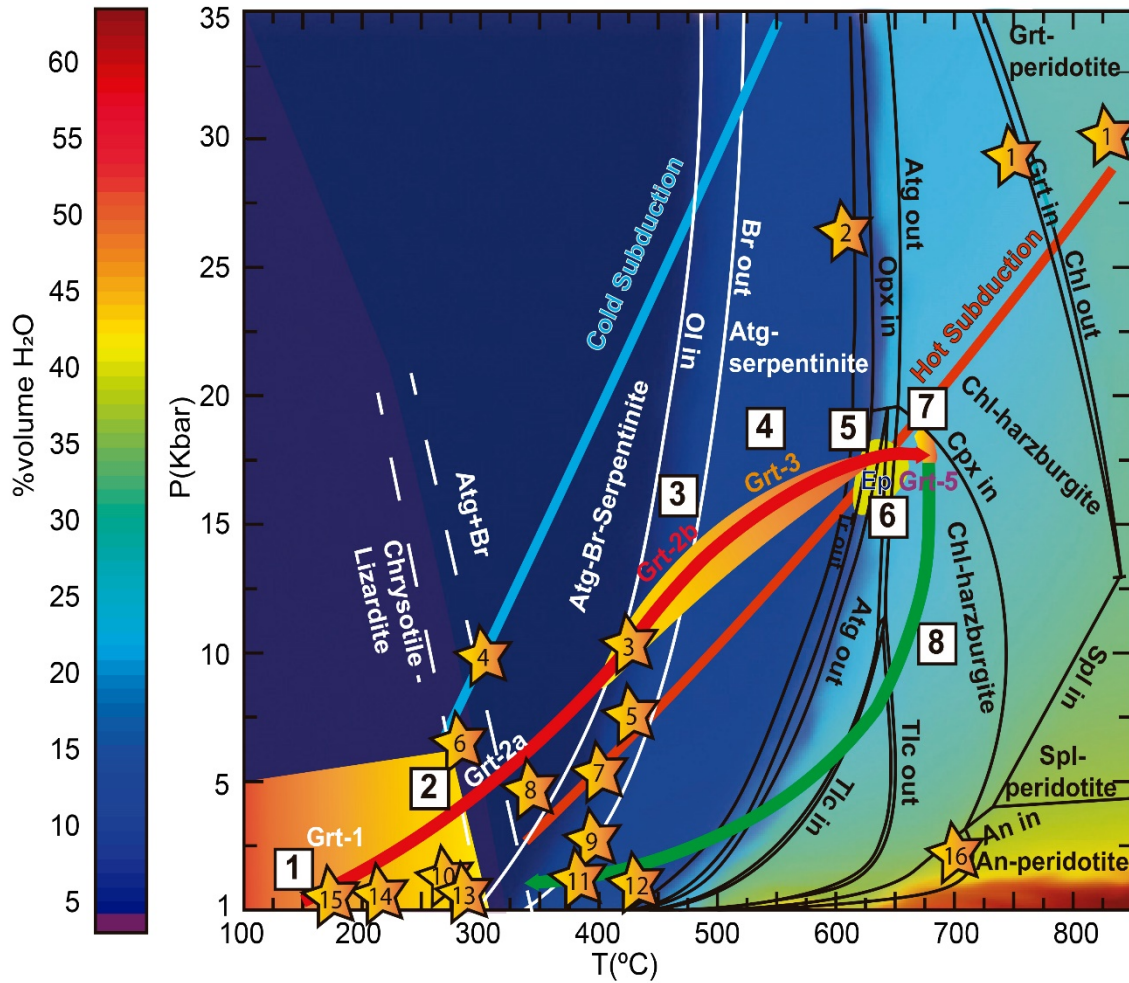 %volume H₂O
60
55
50
45
40
35
30
25
20
15
10
5
P(Kbar)
35
30
25
20
15
10
5
1
100
200
300
400
500
600
700
800
T(ºC)
Grt-
peridotite
Cold Subduction
Hot Subduction
Ol in
Br out
Atg out
Opx in
Grt in
Chl out
Atg-
serpentinite
Atg-Br-Serpentinite
Atg+Br
Chrysotile -
Lizardite
Chl-harzburgite
Cpx in
Chl-harzburgite
Tr out
Atg out
Tlc in
Tlc out
Spl in
Spl-
peridotite
An in
An-peridotite
Grt-1
Grt-2a
Grt-2b
Grt-3
Ep
Grt-5
1
2
3
4
5
6
7
8
1
1
2
3
4
5
6
7
8
9
10
11
12
13
14
15
16